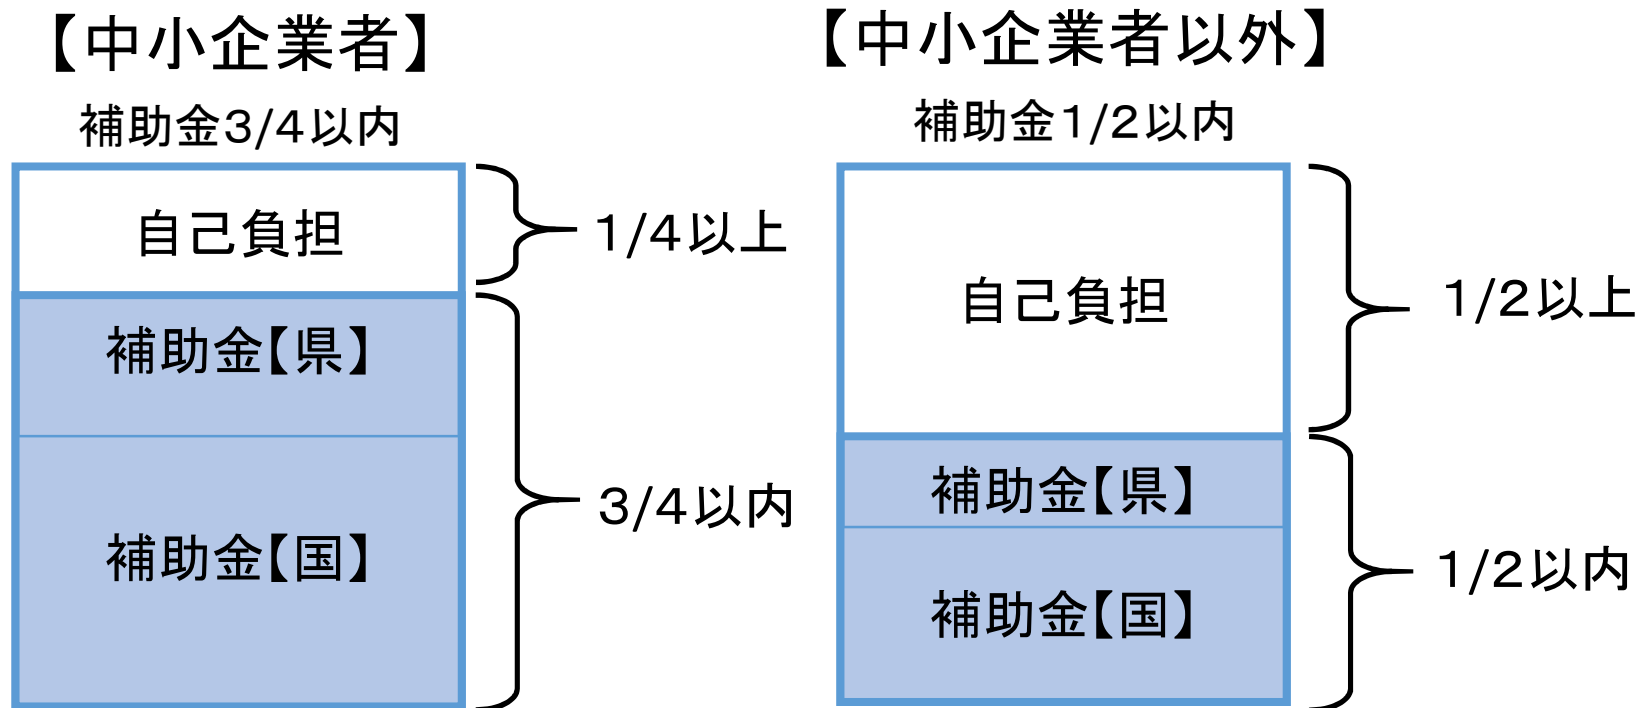 【中小企業者】
補助金3/4以内
自己負担
1/4以上
補助金【県】
補助金【国】
3/4以内
【中小企業者以外】
補助金1/2以内
自己負担
1/2以上
補助金【県】
補助金【国】
1/2以内